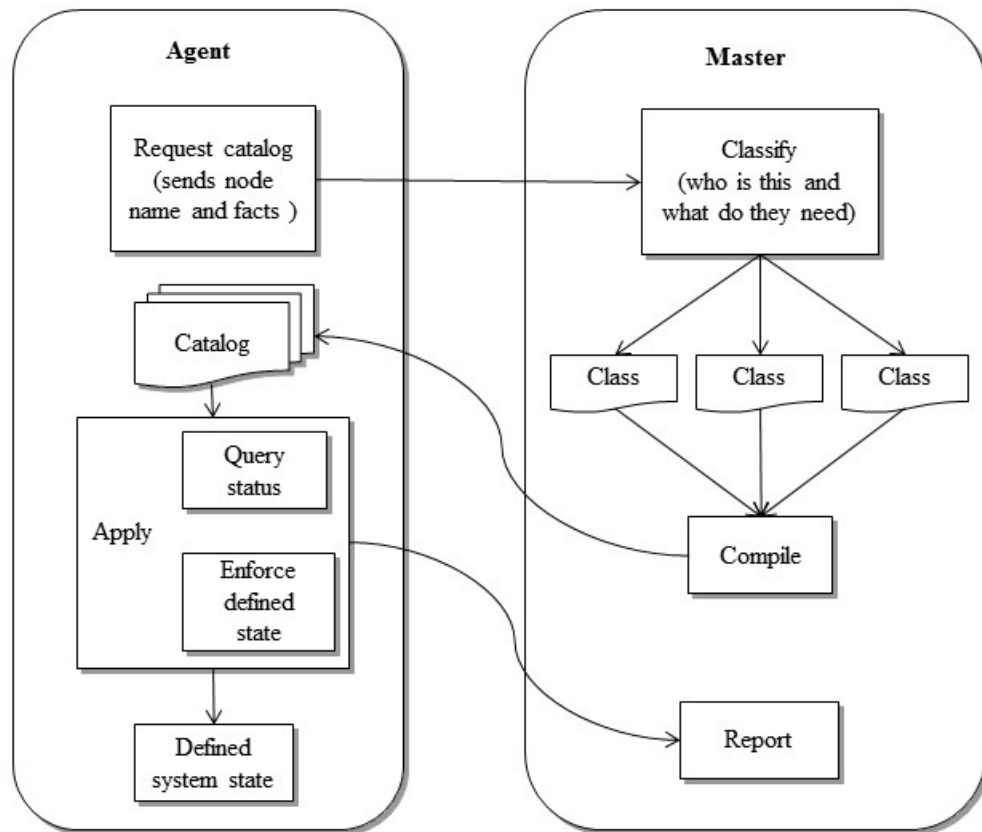 Agent
Request catalog
(sends node
name and facts )
Catalog
Apply
Query
status
Enforce
defined
state
Defined
system state
Master
Classify
(who is this and
what do they need)
Class
Class
Class
Compile
Report